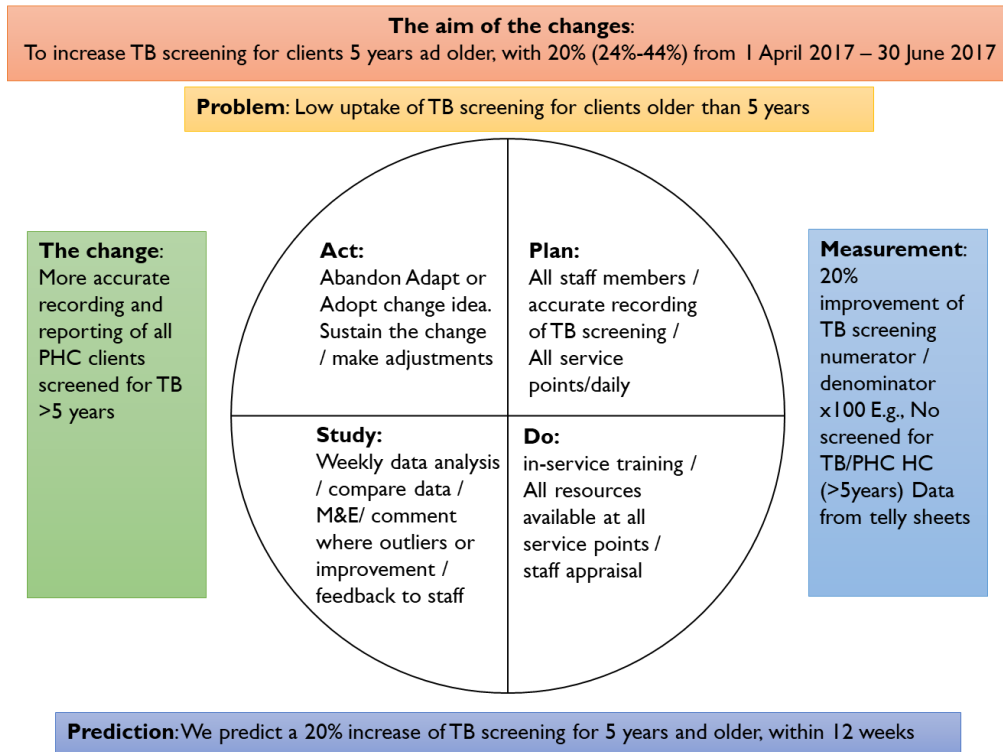 The aim of the changes:
To increase TB screening for clients 5 years ad older, with 20% (24%-44%) from 1 April 2017 – 30 June 2017
Problem: Low uptake of TB screening for clients older than 5 years
The change:
More accurate
recording and
reporting of all
PHC clients
screened for TB
>5 years
Act:
Abandon Adapt or
Adopt change idea.
Sustain the change
/ make adjustments
Plan:
All staff members /
accurate recording
of TB screening /
All service
points/daily
Measurement:
20%
improvement of
TB screening
numerator /
denominator
x100 E.g., No
screened for
TB/PHC HC
(>5years) Data
from telly sheets
Study:
Weekly data analysis
/ compare data /
M&E/ comment
where outliers or
improvement /
feedback to staff
Do:
in-service training /
All resources
available at all
service points /
staff appraisal
Prediction: We predict a 20% increase of TB screening for 5 years and older, within 12 weeks